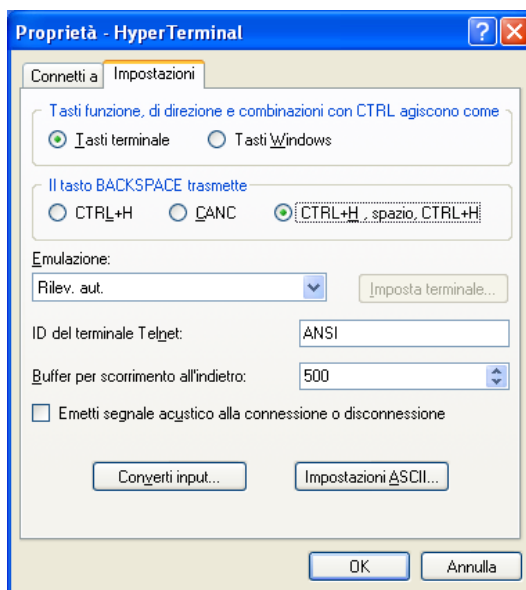 Proprietà - HyperTerminal
Connetti a Impostazioni
Tasti funzione, di direzione e combinazioni con CTRL agiscono come
Tasti terminale Tasti Windows
Il tasto BACKSPACE trasmette
CTRL+H CANC CTRL+H , spazio, CTRL+H
Emulazione:
Rilev. aut. Imposta terminale...
ID del terminale Telnet: ANSI
Buffer per scorrimento all'indietro: 500
Emetti segnale acustico alla connessione o disconnessione
Converti input... Impostazioni ASCII...
OK Annulla